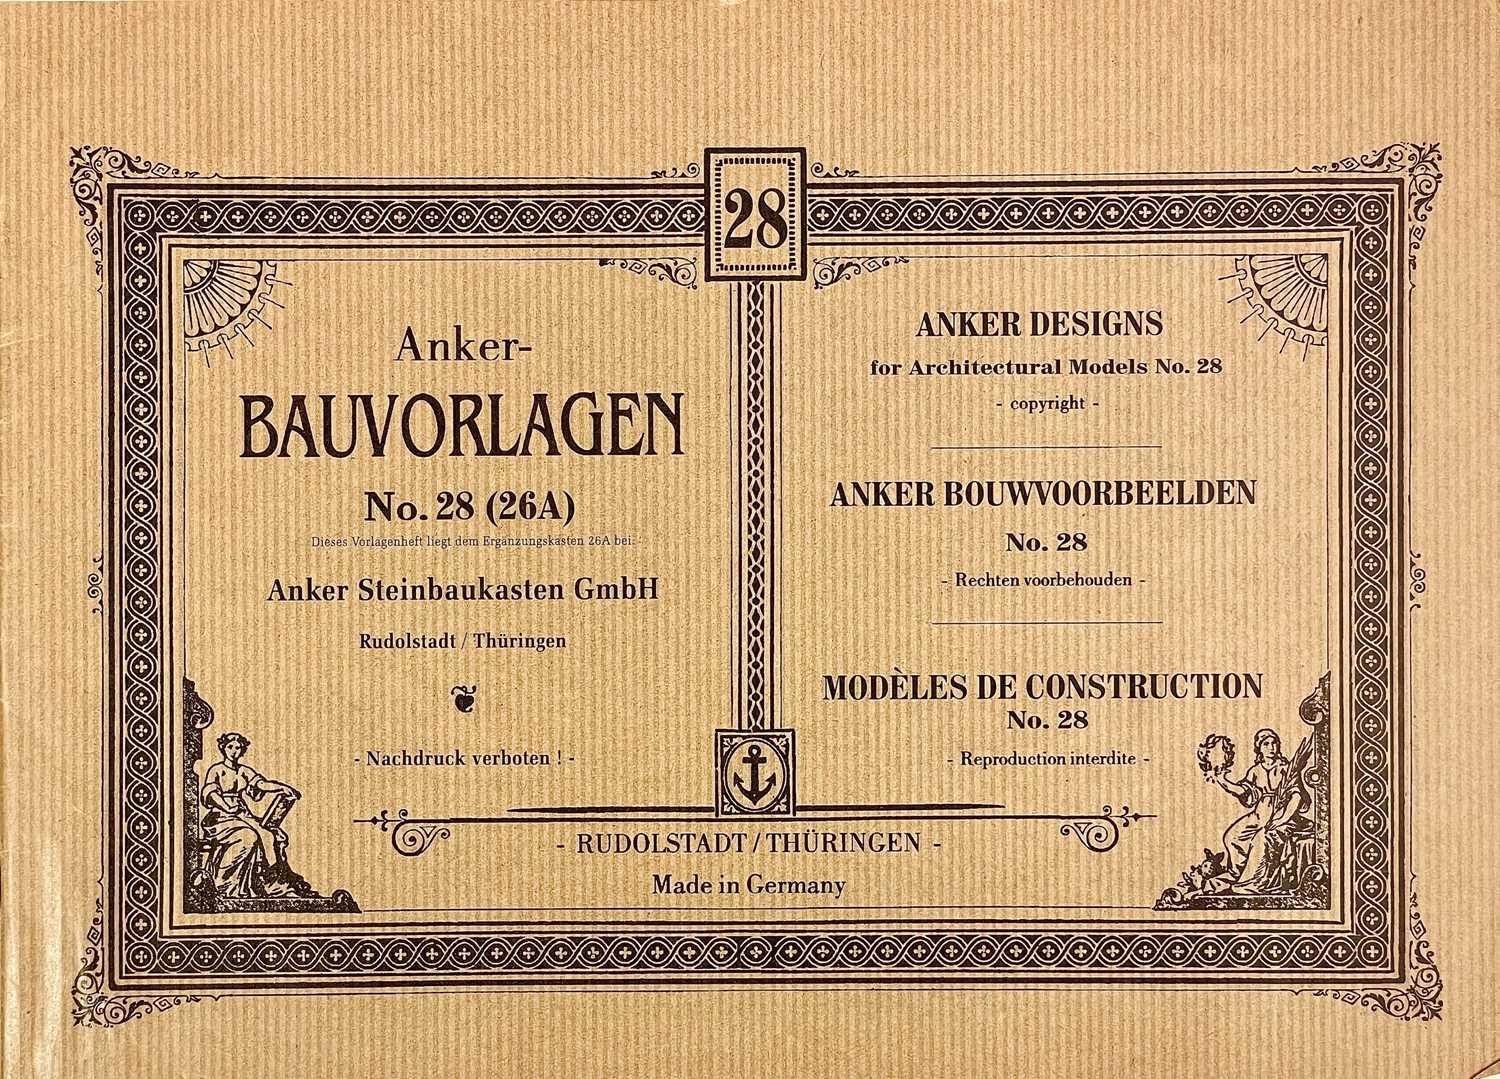 28
Anker-
BAUVORLAGEN
No. 28 (26A)
Dieses Vorlagenheft liegt dem Ergänzungskasten 26A bei.
Anker Steinbaukasten GmbH
Rudolstadt / Thüringen
- Nachdruck verboten ! -
ANKER DESIGNS
for Architectural Models No. 28
- copyright -
ANKER BOUWVOORBEELDEN
No. 28
- Rechten voorbehouden -
MODÈLES DE CONSTRUCTION
No. 28
- Reproduction interdite -
- RUDOLSTADT / THÜRINGEN -
Made in Germany